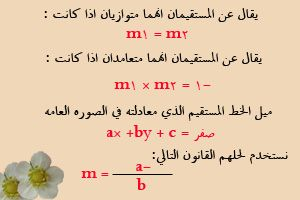 يقال عن المستقيمان انهما متوازيان اذا كانت :
m١ = m٢
يقال عن المستقيمان انهما متعامدان اذا كانت :
m١ × m٢ = -١
ميل الخط المستقيم الذي معادلته في الصوره العامه
ax +by + c = صفر
نستخدم لحلهم القانون التالي:
m = -a / b